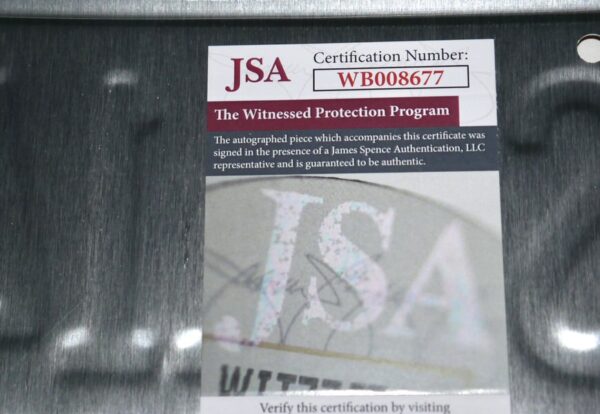 JSA
Certification Number:
WB008677
The Witnessed Protection Program
The autographed piece which accompanies this certificate was
signed in the presence of a James Spence Authentication, LLC
representative and is guaranteed to be authentic.
JSA
Verify this certification by visiting